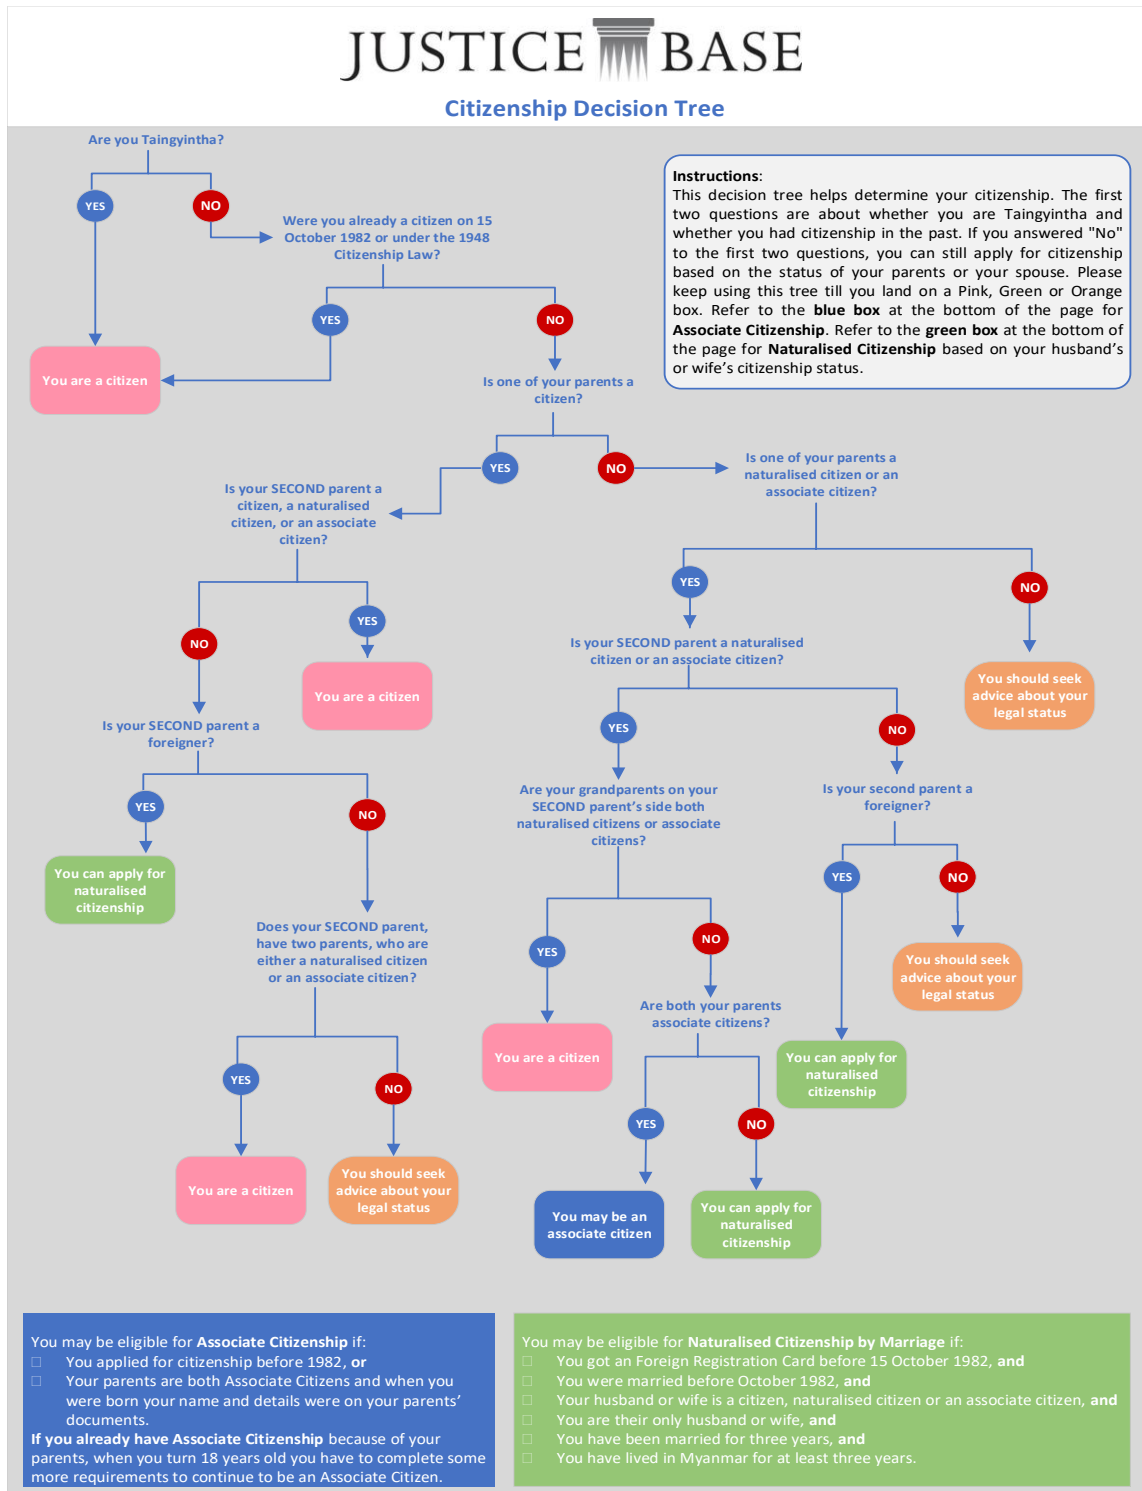 JUSTICE BASE
Citizenship Decision Tree
Are you Taingyintha?
YES
NO
Instructions:
This decision tree helps determine your citizenship. The first
two questions are about whether you are Taingyintha and
whether you had citizenship in the past. If you answered "No"
to the first two questions, you can still apply for citizenship
based on the status of your parents or your spouse. Please
keep using this tree till you land on a Pink, Green or Orange
box. Refer to the blue box at the bottom of the page for
Associate Citizenship. Refer to the green box at the bottom of
the page for Naturalised Citizenship based on your husband's
or wife's citizenship status.
Were you already a citizen on 15
October 1982 or under the 1948
Citizenship Law?
YES
NO
You are a citizen
Is one of your parents a
citizen?
YES
NO
Is one of your parents a
naturalised citizen or an
associate citizen?
Is your SECOND parent a
citizen, a naturalised
citizen, or an associate
citizen?
YES
NO
NO
YES
Is your SECOND parent a naturalised
citizen or an associate citizen?
You are a citizen
You should seek
advice about your
legal status
Is your SECOND parent a
foreigner?
YES
NO
YES
NO
Are your grandparents on your
SECOND parent's side both
naturalised citizens or associate
citizens?
Is your second parent a
foreigner?
You can apply for
naturalised
citizenship
YES
NO
Does your SECOND parent,
have two parents, who are
either a naturalised citizen
or an associate citizen?
YES
NO
You should seek
advice about your
legal status
Are both your parents
associate citizens?
You are a citizen
You can apply for
naturalised
citizenship
YES
NO
YES
NO
You are a citizen
You should seek
advice about your
legal status
You may be an
associate citizen
You can apply for
naturalised
citizenship
You may be eligible for Associate Citizenship if:
You applied for citizenship before 1982, or
Your parents are both Associate Citizens and when you
were born your name and details were on your parents'
documents.
If you already have Associate Citizenship because of your
parents, when you turn 18 years old you have to complete some
more requirements to continue to be an Associate Citizen.
You may be eligible for Naturalised Citizenship by Marriage if:
You got an Foreign Registration Card before 15 October 1982, and
You were married before October 1982, and
Your husband or wife is a citizen, naturalised citizen or an associate citizen, and
You are their only husband or wife, and
You have been married for three years, and
You have lived in Myanmar for at least three years.